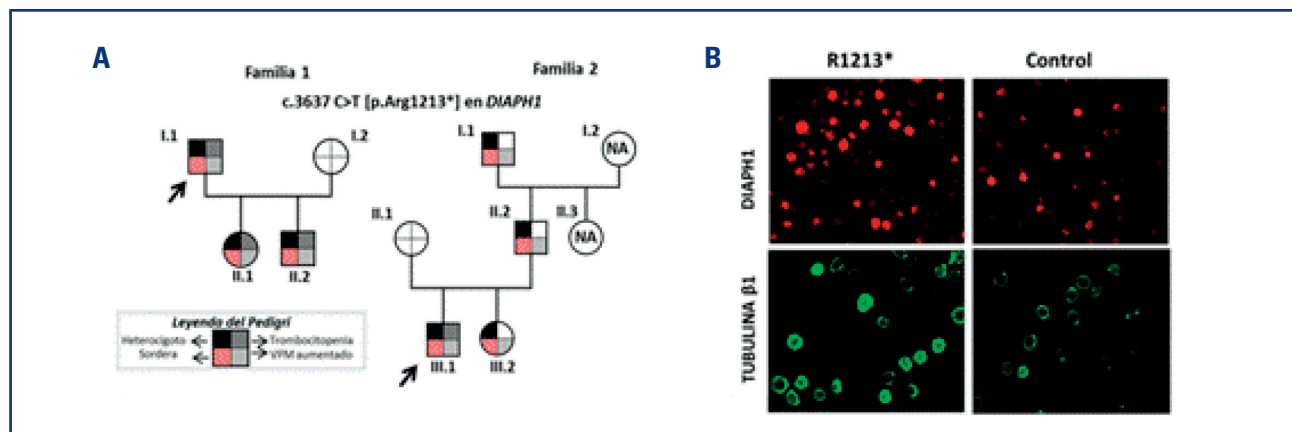 A
Familia 1
Familia 2
c.3637 C>T [p.Arg1213*] en DIAPH1
I.1
I.2
I.1
I.2
NA
II.1
II.2
II.3
NA
II.1
II.2
III.1
III.2
Leyenda del Pedigrí
Heterocigoto
Trombocitopenia
Sordera
VPM aumentado
B
R1213*
Control
DIAPH1
TUBULINA β1